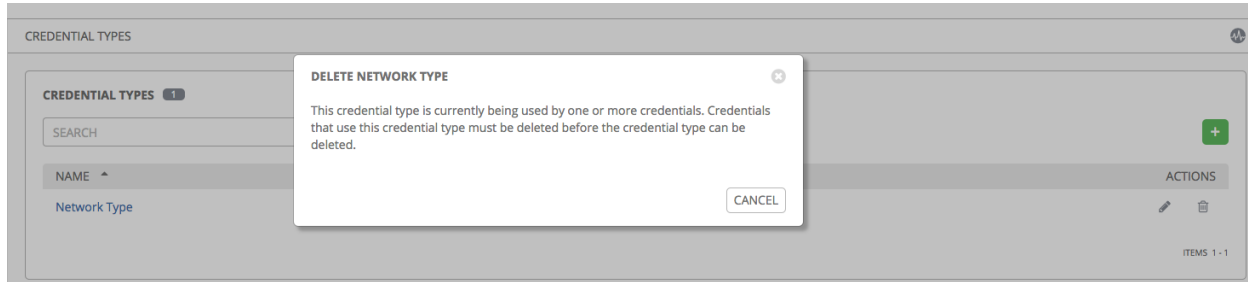 CREDENTIAL TYPES
DELETE NETWORK TYPE
CREDENTIAL TYPES 1
This credential type is currently being used by one or more credentials. Credentials
that use this credential type must be deleted before the credential type can be
deleted.
SEARCH
+
NAME
ACTIONS
CANCEL
Network Type
ITEMS 1 - 1